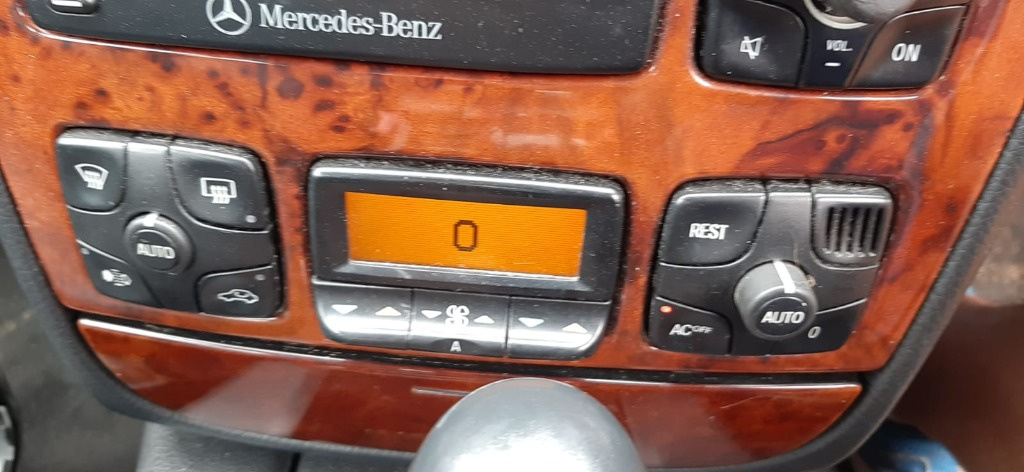 Mercedes-Benz
VOL.
ON
AUTO
0
A
REST
AC OFF
AUTO
0